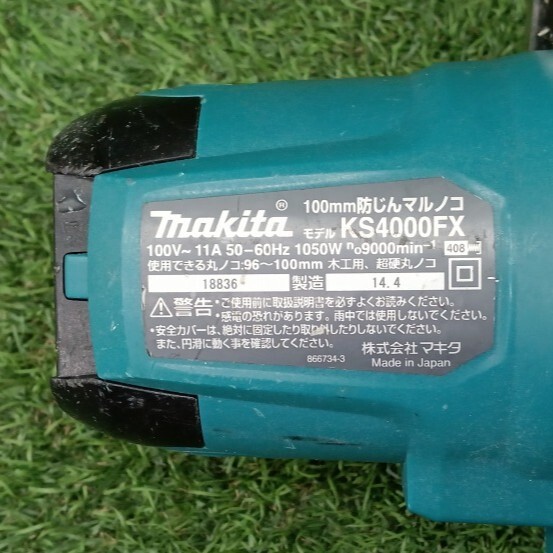 100mm防じんマルノコ
makita® モデル KS4000FX
100V~ 11A 50-60Hz 1050W n₀9000min⁻¹ 408
使用できる丸ノコ:96~100mm 木工用、超硬丸ノコ
18836 製造 14.4
⚠警告 ・ご使用前に取扱説明書を必ずよくお読みください。
・感電の恐れがあります。雨中では使用しないでください。
・安全カバーは、絶対に固定したり取り外したりしないでください。
また、円滑に動く事を確認してください。
株式会社 マキタ
866734-3 Made in Japan